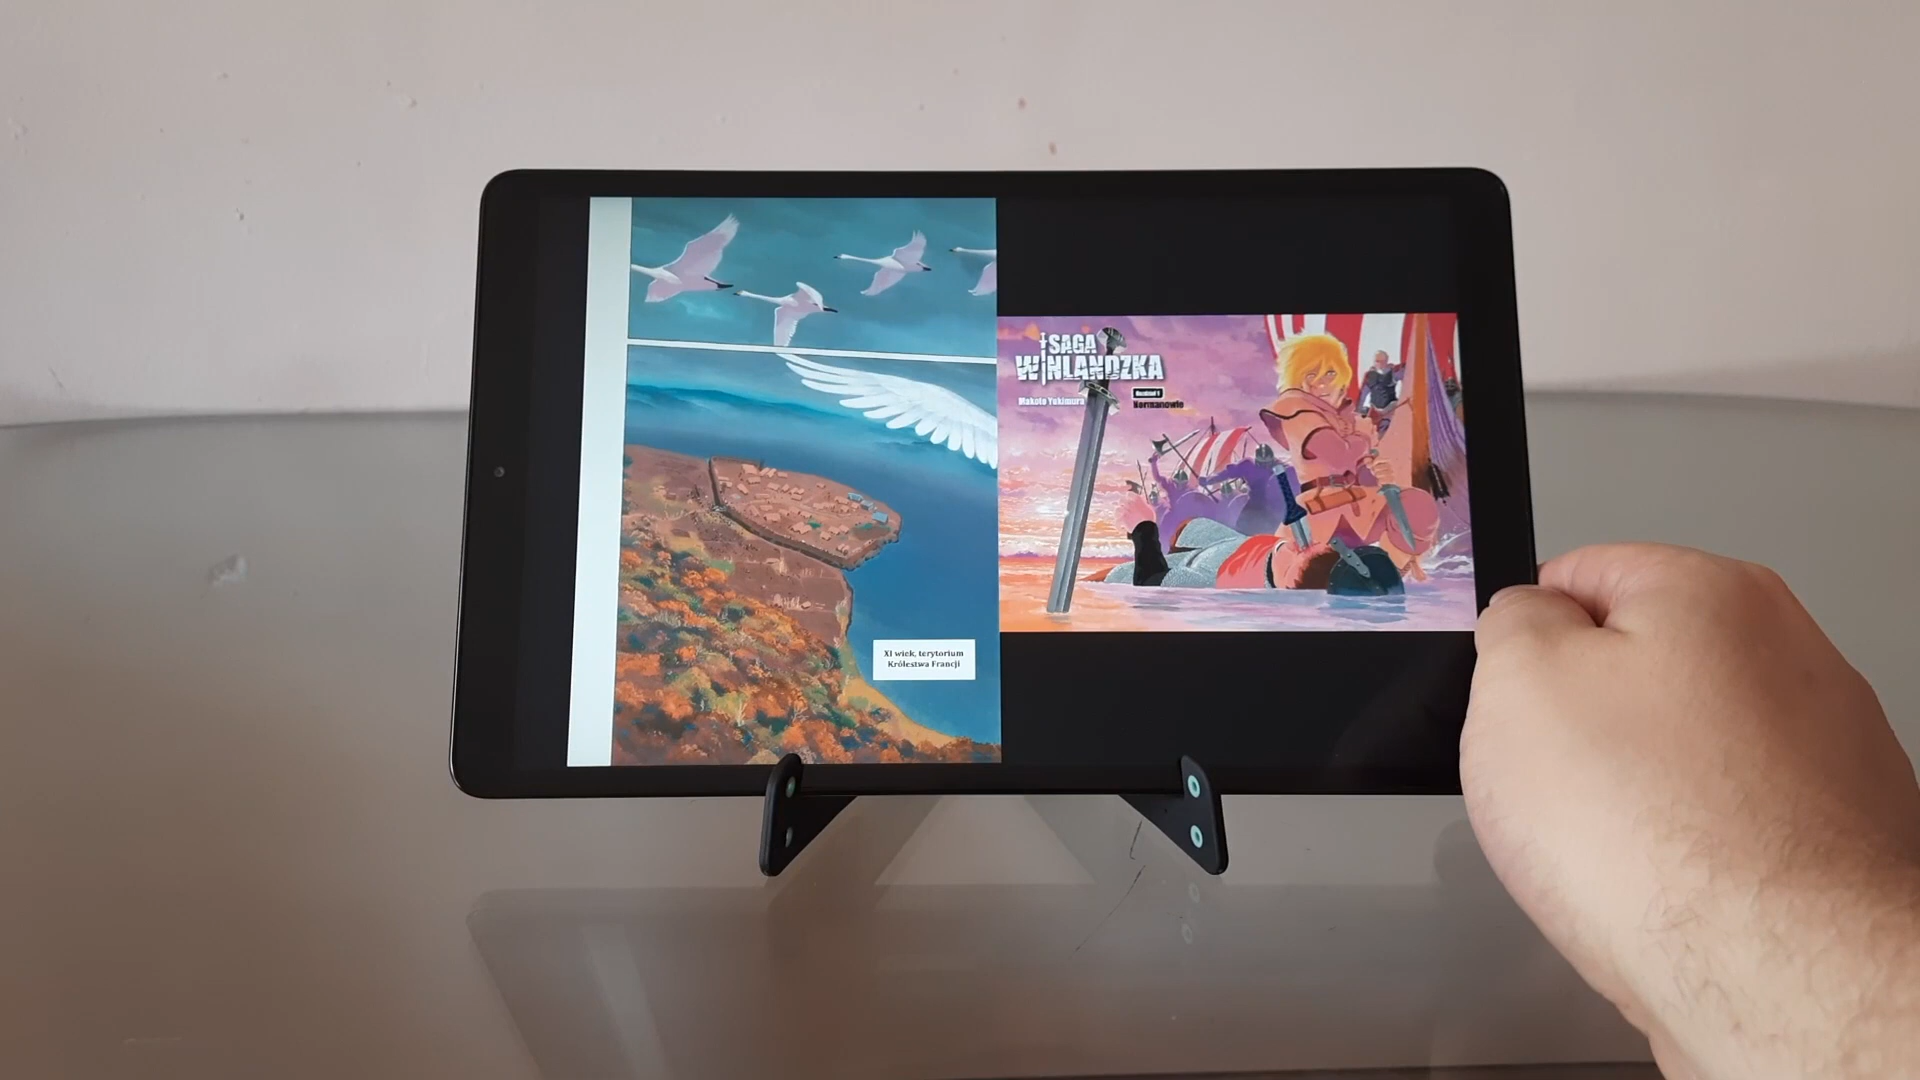 XI wiek, terytorium
Królestwa Francji
SAGA
WINLANDZKA
Makoto Yukimura
Normanowie